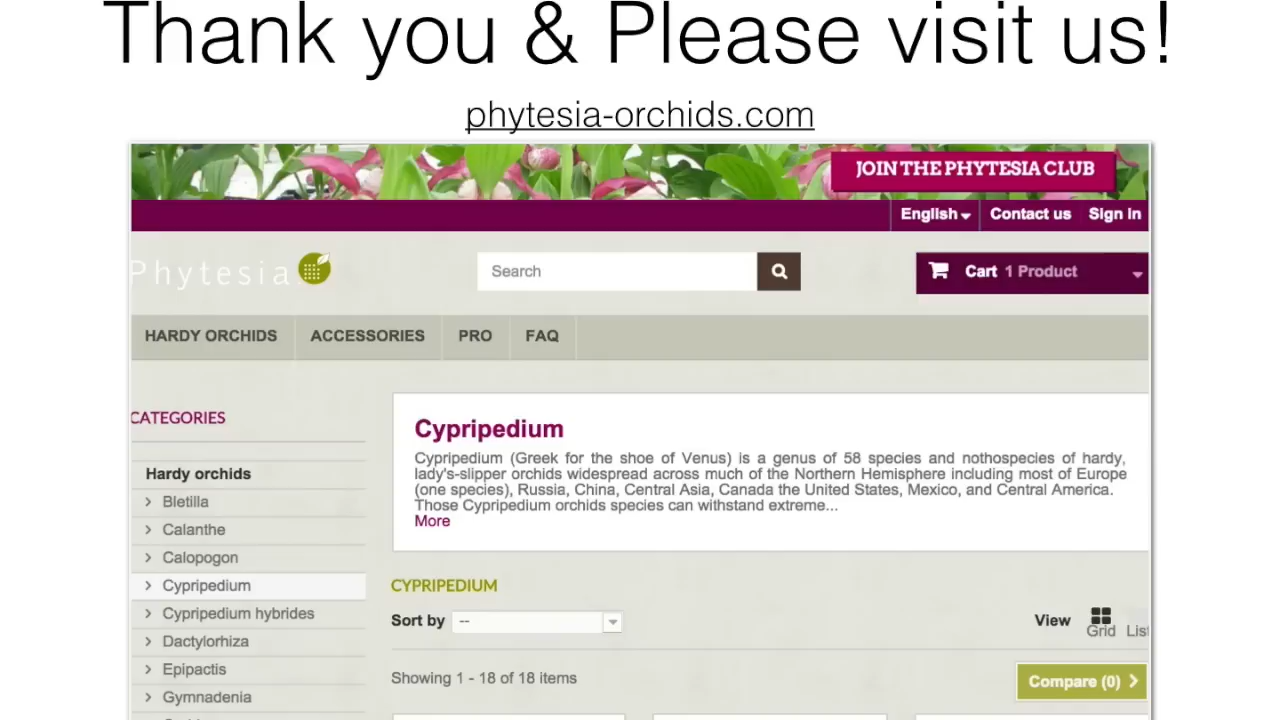 Thank you & Please visit us!
phytesia-orchids.com
JOIN THE PHYTESIA CLUB
English Contact us Sign in
Phytesia
Search
Cart 1 Product
HARDY ORCHIDS ACCESSORIES PRO FAQ
CATEGORIES
Hardy orchids
Bletilla
Calanthe
Calopogon
Cypripedium
Cypripedium hybrides
Dactylorhiza
Epipactis
Gymnadenia
Cypripedium
Cypripedium (Greek for the shoe of Venus) is a genus of 58 species and nothospecies of hardy,
lady's-slipper orchids widespread across much of the Northern Hemisphere including most of Europe
(one species), Russia, China, Central Asia, Canada the United States, Mexico, and Central America.
Those Cypripedium orchids species can withstand extreme...
More
CYPRIPEDIUM
Sort by --
View Grid List
Showing 1 - 18 of 18 items
Compare (0)